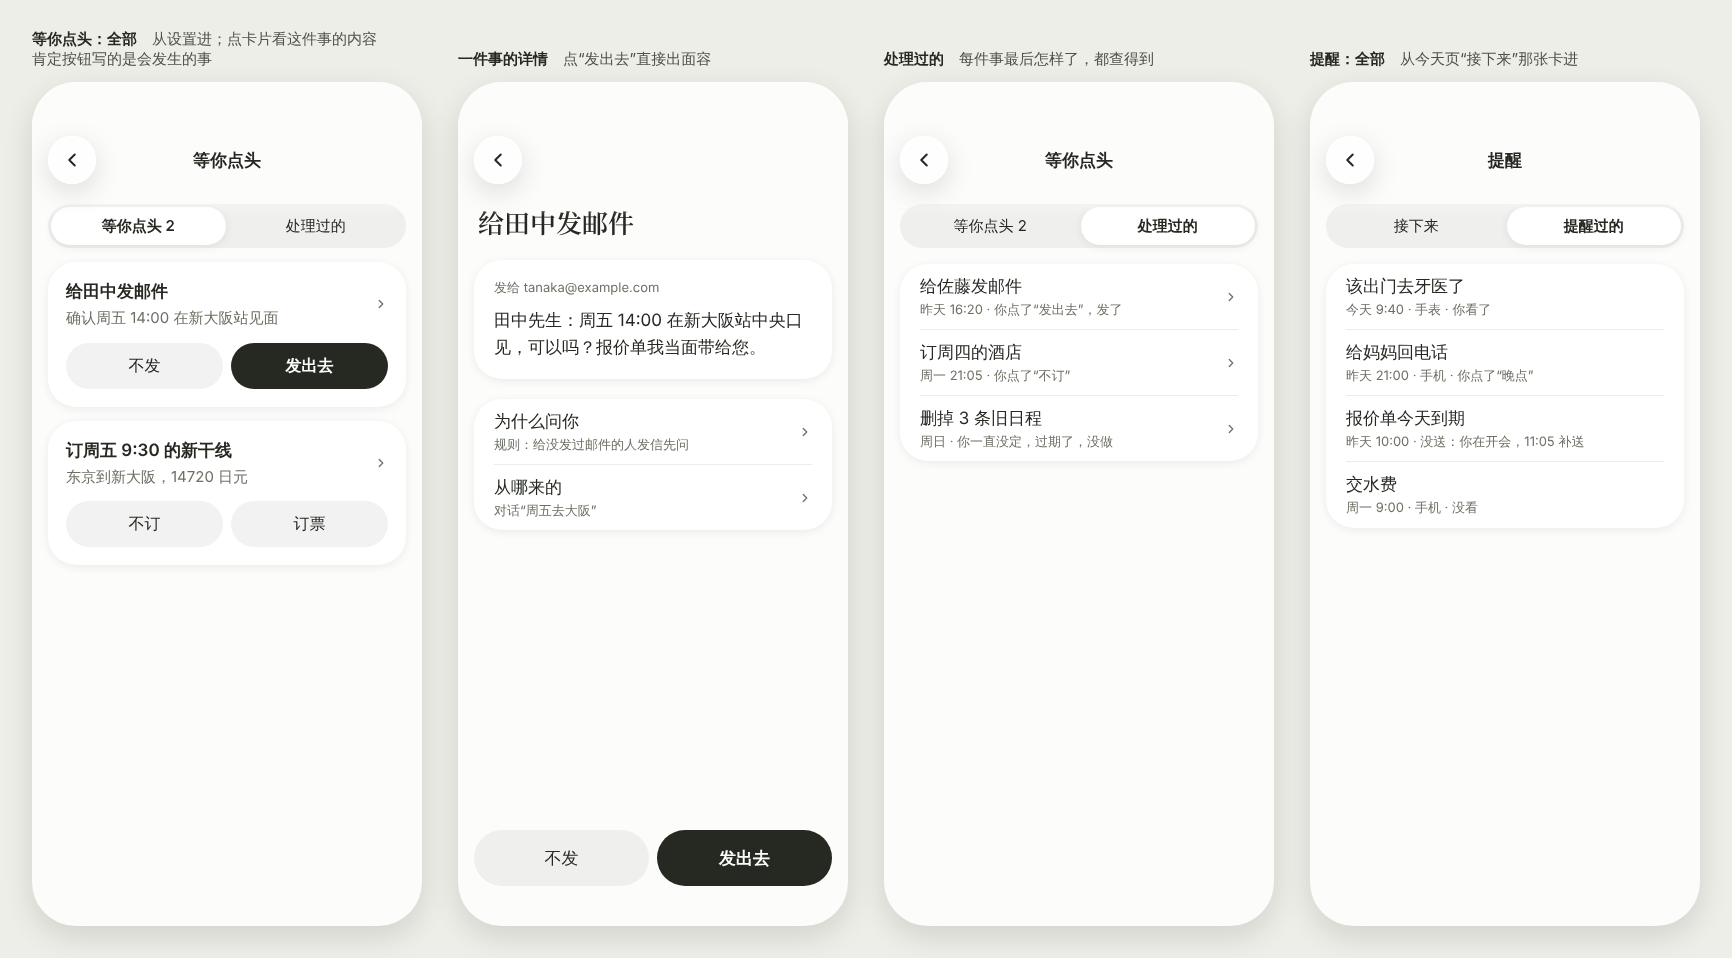 等你点头：全部 从设置进；点卡片看这件事的内容
肯定按钮写的是会发生的事
等你点头
等你点头 2
处理过的
给田中发邮件
确认周五 14:00 在新大阪站见面
不发
发出去
订周五 9:30 的新干线
东京到新大阪，14720 日元
不订
订票
一件事的详情 点“发出去”直接出面容
给田中发邮件
发给 tanaka@example.com
田中先生：周五 14:00 在新大阪站中央口
见，可以吗？报价单我当面带给您。
为什么问你
规则：给没发过邮件的人发信先问
从哪来的
对话“周五去大阪”
不发
发出去
处理过的 每件事最后怎样了，都查得到
等你点头
等你点头 2
处理过的
给佐藤发邮件
昨天 16:20 · 你点了“发出去”，发了
订周四的酒店
周一 21:05 · 你点了“不订”
删掉 3 条旧日程
周日 · 你一直没定，过期了，没做
提醒：全部 从今天页“接下来”那张卡进
提醒
接下来
提醒过的
该出门去牙医了
今天 9:40 · 手表 · 你看了
给妈妈回电话
昨天 21:00 · 手机 · 你点了“晚点”
报价单今天到期
昨天 10:00 · 没送：你在开会，11:05 补送
交水费
周一 9:00 · 手机 · 没看